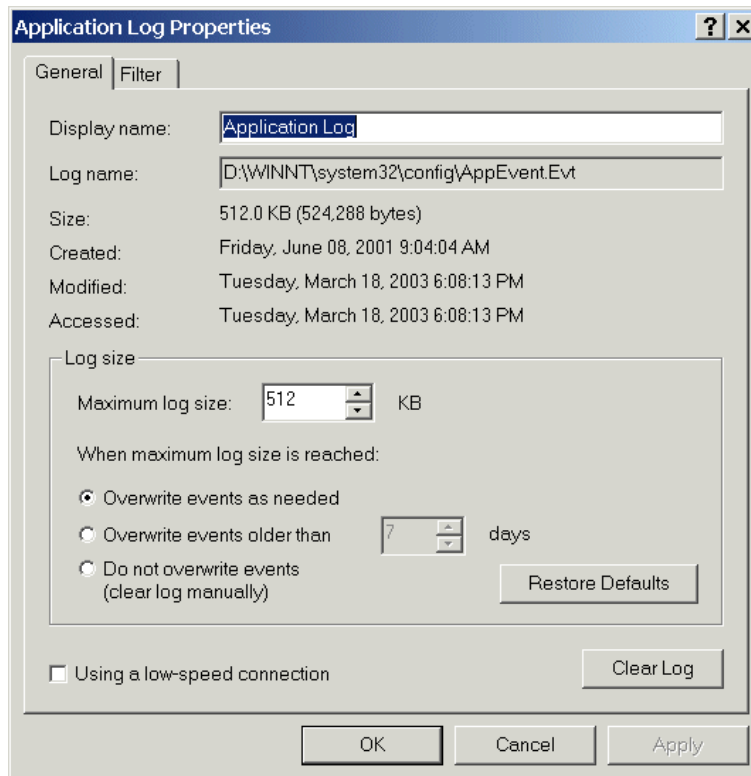 Application Log Properties
?
General Filter
Display name: Application Log
Log name: D:\WINNT\system32\config\AppEvent.Evt
Size: 512.0 KB (524,288 bytes)
Created: Friday, June 08, 2001 9:04:04 AM
Modified: Tuesday, March 18, 2003 6:08:13 PM
Accessed: Tuesday, March 18, 2003 6:08:13 PM
Log size
Maximum log size: 512 KB
When maximum log size is reached:
Overwrite events as needed
Overwrite events older than 7 days
Do not overwrite events
(clear log manually)
Restore Defaults
Using a low-speed connection
Clear Log
OK Cancel Apply